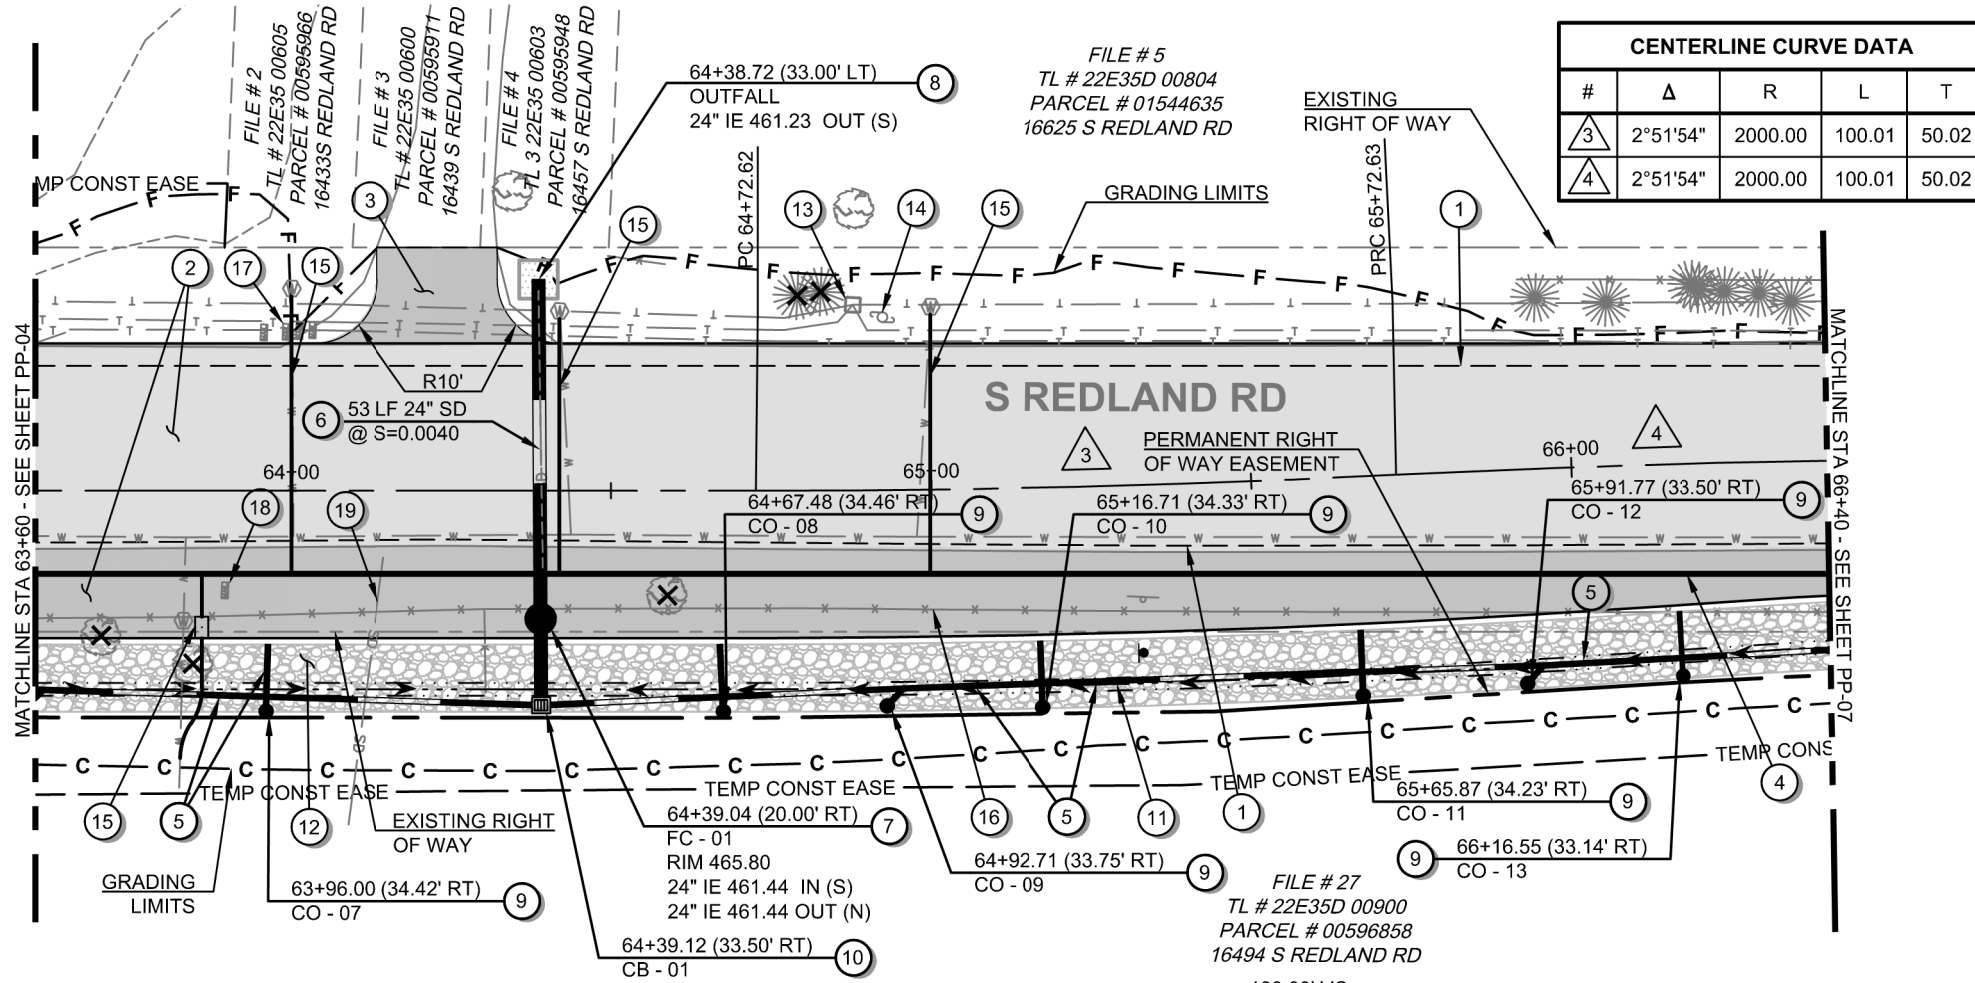 CENTERLINE CURVE DATA
# Δ R L T
3 2°51'54" 2000.00 100.01 50.02
4 2°51'54" 2000.00 100.01 50.02
FILE # 2
TL # 22E35 00605
PARCEL # 00595966
16433S REDLAND RD
FILE # 3
TL # 22E35 00600
PARCEL # 00595911
16439 S REDLAND RD
FILE # 4
TL 3 22E35 00603
PARCEL # 00595948
16457 S REDLAND RD
64+38.72 (33.00' LT)
OUTFALL
24" IE 461.23 OUT (S)
8
FILE # 5
TL # 22E35D 00804
PARCEL # 01544635
16625 S REDLAND RD
EXISTING
RIGHT OF WAY
MP CONST EASE
GRADING LIMITS
PC 64+72.62
PRC 65+72.63
3
15
13
14
15
1
2
17
15
R10'
6
53 LF 24" SD
@ S=0.0040
S REDLAND RD
3
4
PERMANENT RIGHT
OF WAY EASEMENT
64+00
65+00
66+00
18
19
64+67.48 (34.46' RT)
CO - 08
9
65+16.71 (34.33' RT)
CO - 10
9
65+91.77 (33.50' RT)
CO - 12
9
5
MATCHLINE STA 63+60 - SEE SHEET PP-04
MATCHLINE STA 66+40 - SEE SHEET PP-07
F F F F F F F F F F F F F F F F F F F
C C C C C C C C C C C C C C C C C C C C C
TEMP CONST EASE
TEMP CONST EASE
TEMP CONST EASE
TEMP CONS
15
5
12
EXISTING RIGHT
OF WAY
GRADING
LIMITS
63+96.00 (34.42' RT)
CO - 07
9
64+39.04 (20.00' RT)
FC - 01
RIM 465.80
24" IE 461.44 IN (S)
24" IE 461.44 OUT (N)
7
64+39.12 (33.50' RT)
CB - 01
10
16
5
11
1
4
64+92.71 (33.75' RT)
CO - 09
9
65+65.87 (34.23' RT)
CO - 11
9
66+16.55 (33.14' RT)
CO - 13
9
FILE # 27
TL # 22E35D 00900
PARCEL # 00596858
16494 S REDLAND RD